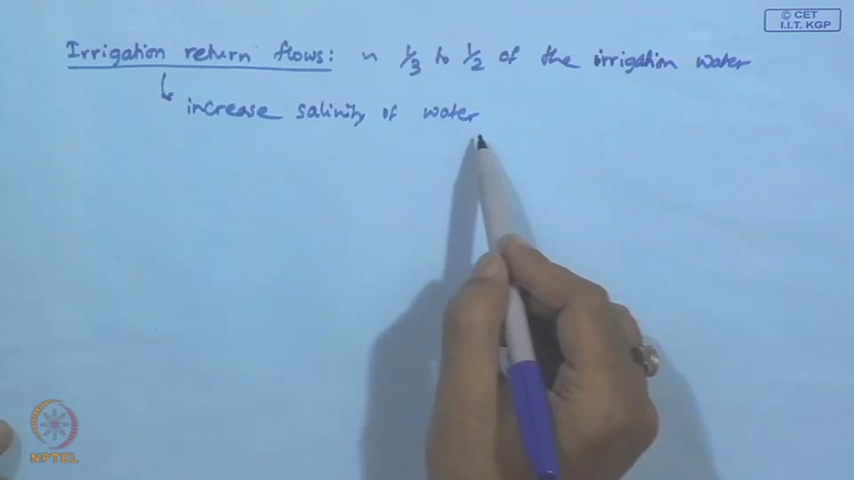 © CET
I.I.T. KGP
Irrigation return flows: ~ 1/3 to 1/2 of the irrigation water
↳ increase salinity of water
NPTEL